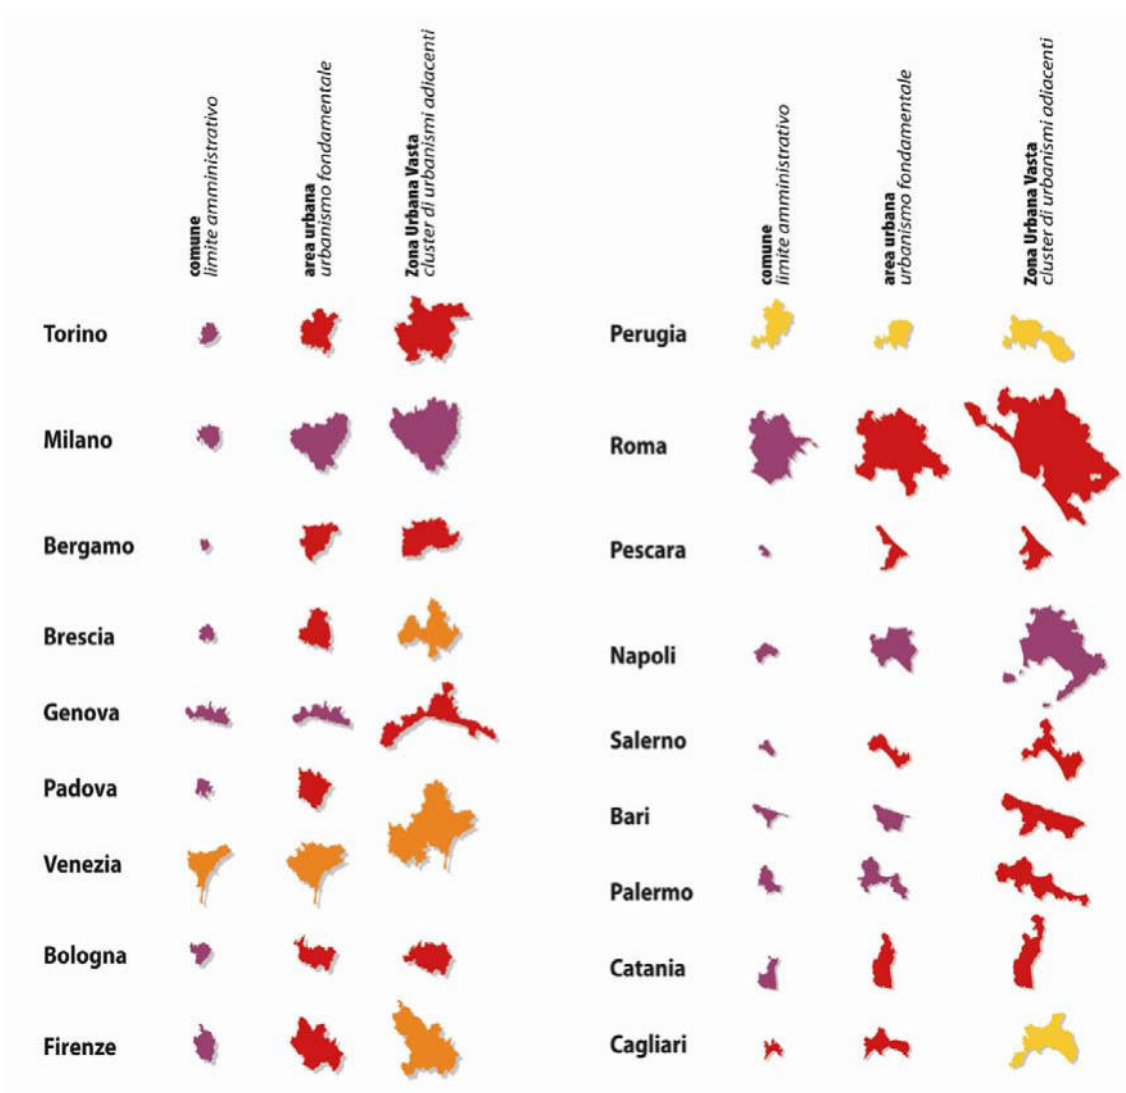 comune
limite amministrativo
area urbana
urbanismo fondamentale
Zona Urbana Vasta
cluster di urbanismi adiacenti
Torino
Milano
Bergamo
Brescia
Genova
Padova
Venezia
Bologna
Firenze
comune
limite amministrativo
area urbana
urbanismo fondamentale
Zona Urbana Vasta
cluster di urbanismi adiacenti
Perugia
Roma
Pescara
Napoli
Salerno
Bari
Palermo
Catania
Cagliari